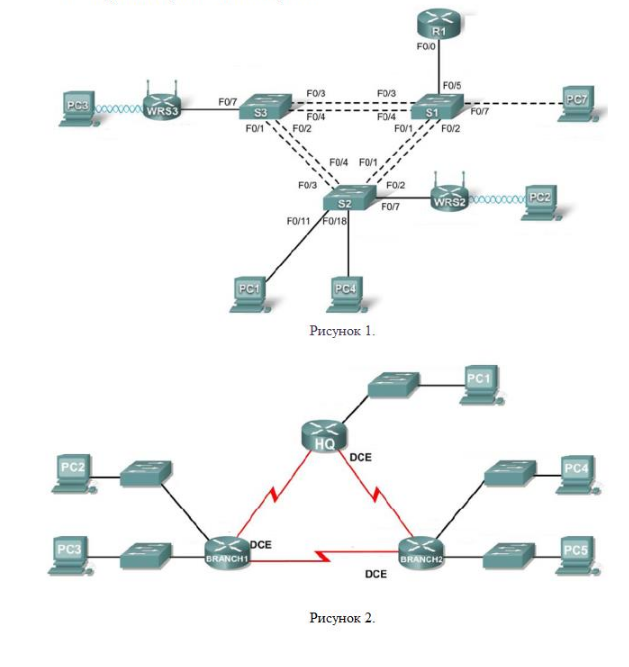 R1
F0/0
F0/5
PC3
WRS3
F0/7
S3
F0/3
F0/3
F0/4
F0/4
S1
F0/7
PC7
F0/1
F0/2
F0/1
F0/2
F0/4
F0/1
F0/3
F0/2
S2
F0/7
WRS2
PC2
F0/11
F0/18
PC1
PC4
Рисунок 1.
PC1
HQ
DCE
PC2
PC4
PC3
BRANCH1
DCE
BRANCH2
PC5
DCE
Рисунок 2.